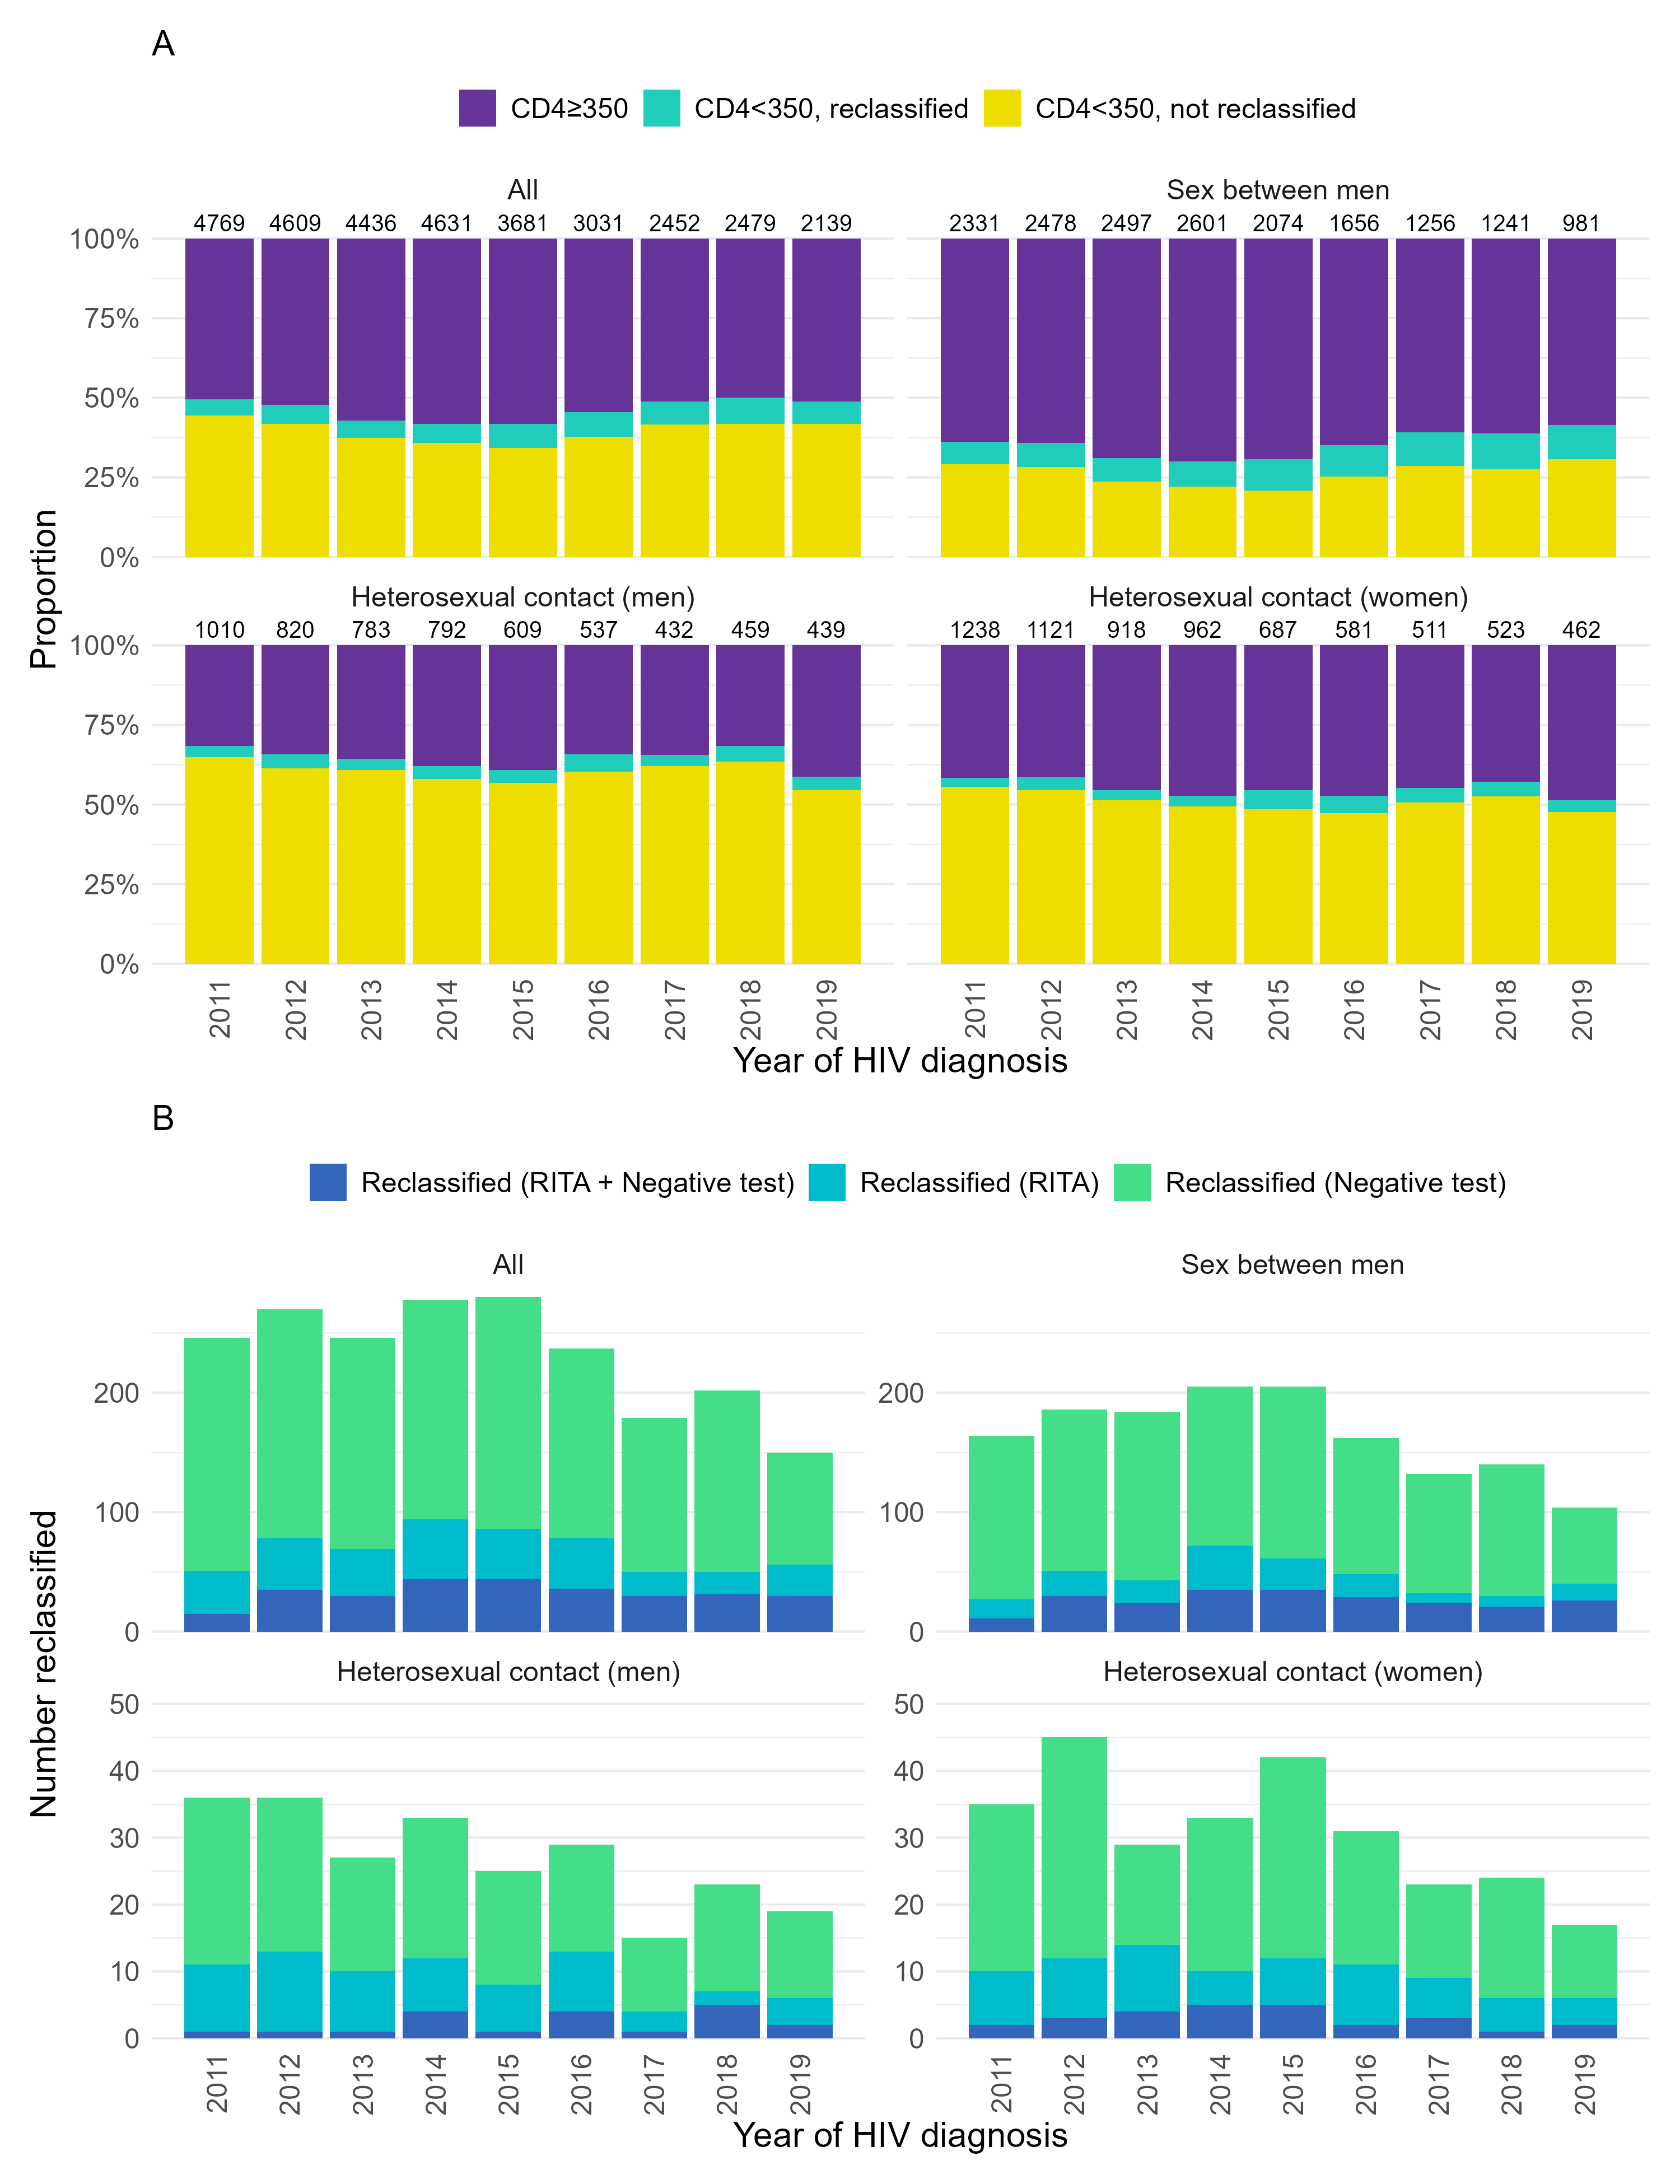 A
CD4≥350 CD4<350, reclassified CD4<350, not reclassified
All
4769 4609 4436 4631 3681 3031 2452 2479 2139
Sex between men
2331 2478 2497 2601 2074 1656 1256 1241 981
100%
75%
50%
25%
0%
Proportion
Heterosexual contact (men)
1010 820 783 792 609 537 432 459 439
Heterosexual contact (women)
1238 1121 918 962 687 581 511 523 462
100%
75%
50%
25%
0%
2011 2012 2013 2014 2015 2016 2017 2018 2019
2011 2012 2013 2014 2015 2016 2017 2018 2019
Year of HIV diagnosis
B
Reclassified (RITA + Negative test) Reclassified (RITA) Reclassified (Negative test)
All
200
100
0
Sex between men
200
100
0
Number reclassified
Heterosexual contact (men)
50
40
30
20
10
0
2011 2012 2013 2014 2015 2016 2017 2018 2019
Heterosexual contact (women)
50
40
30
20
10
0
2011 2012 2013 2014 2015 2016 2017 2018 2019
Year of HIV diagnosis